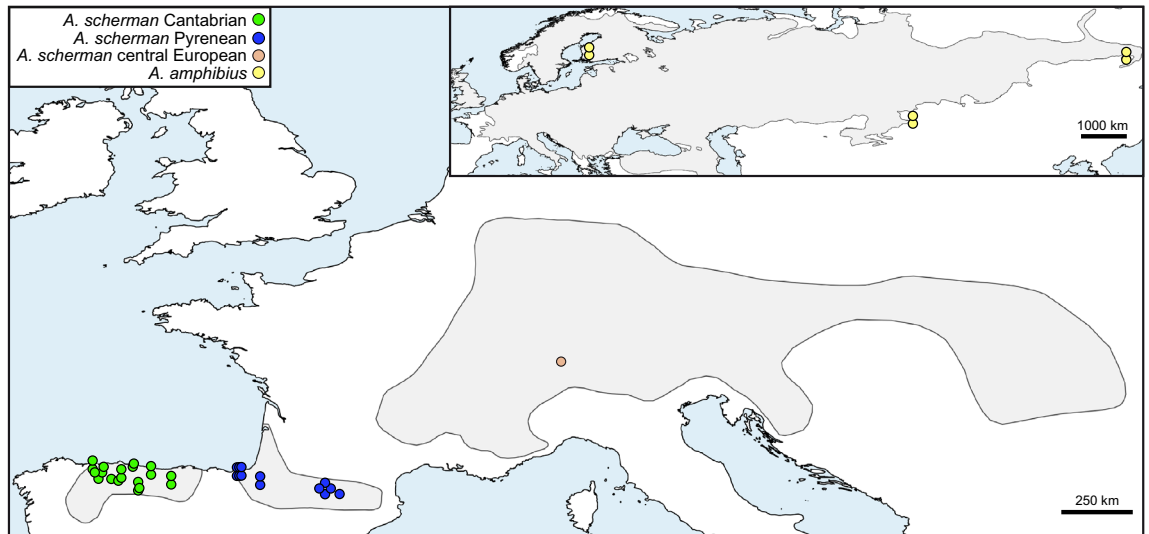 A. scherman Cantabrian
A. scherman Pyrenean
A. scherman central European
A. amphibius
1000 km
250 km